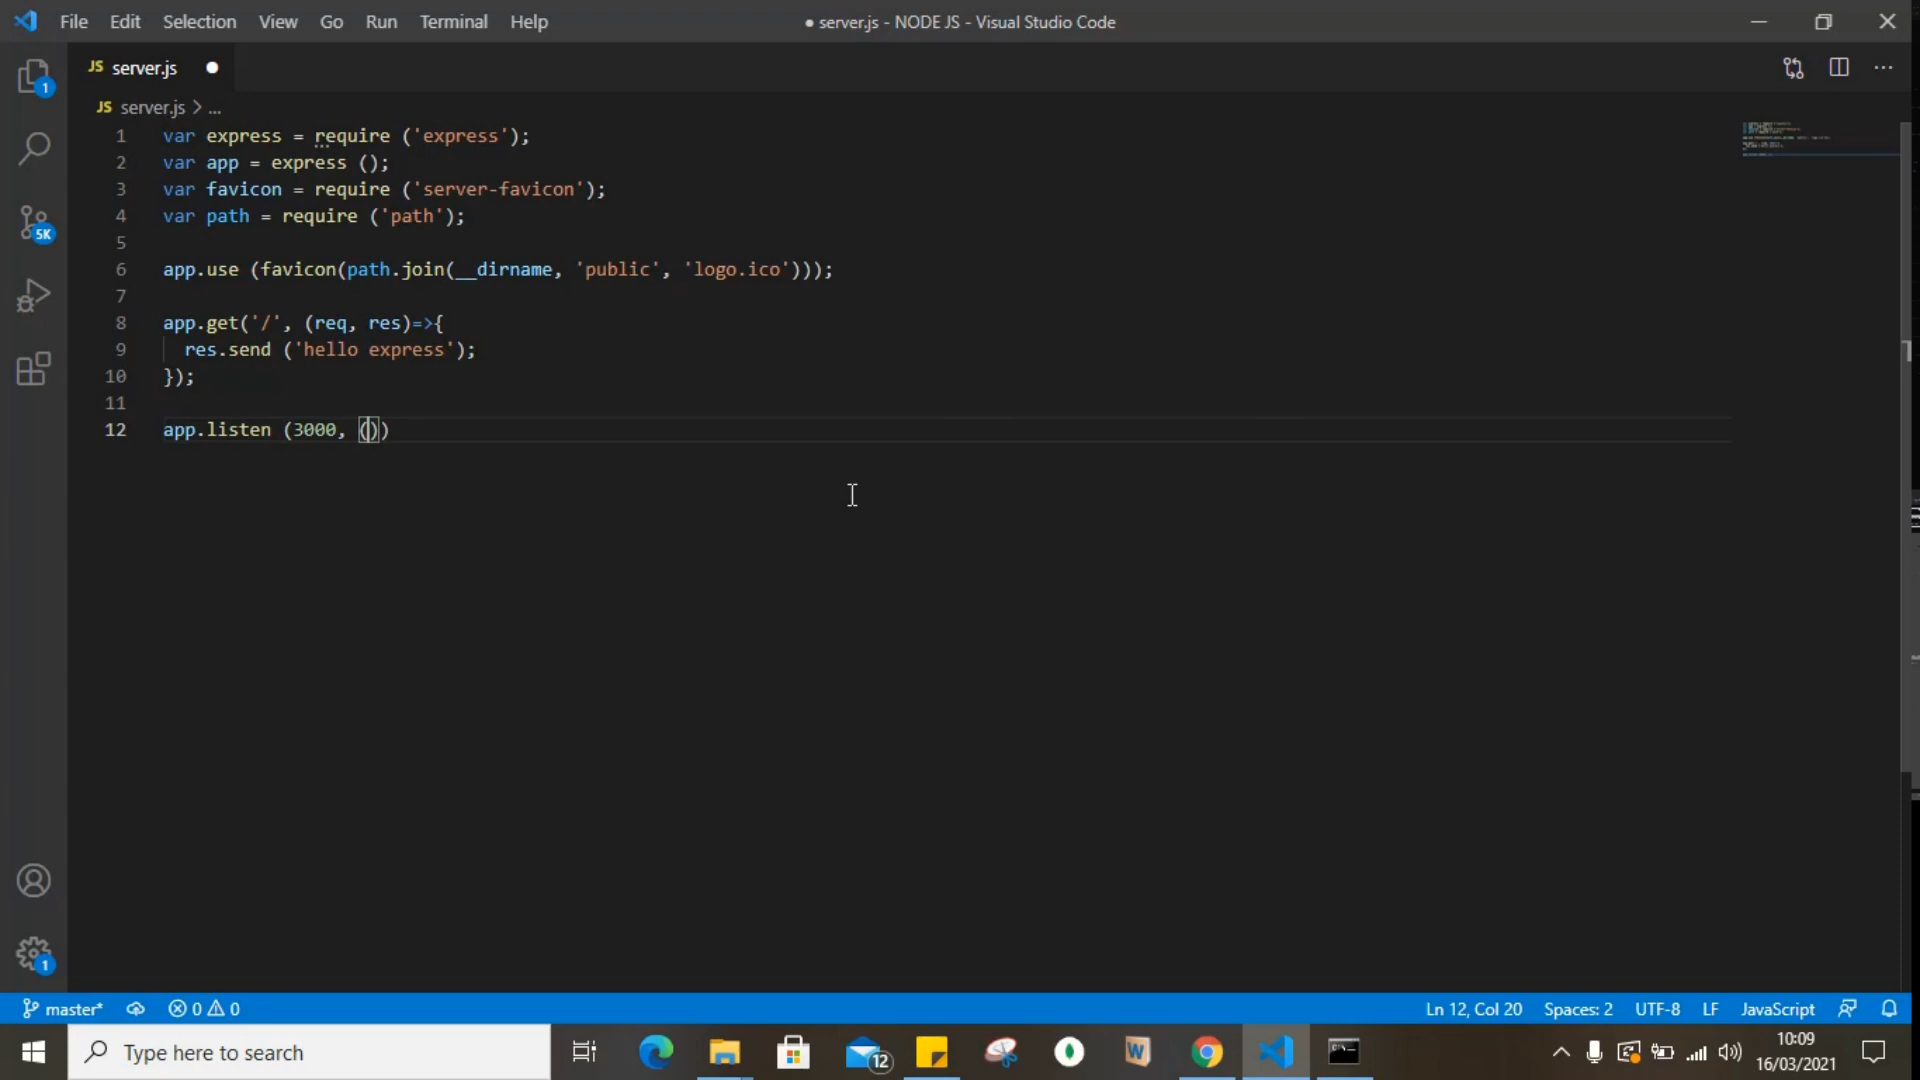 File Edit Selection View Go Run Terminal Help ● server.js - NODE JS - Visual Studio Code
JS server.js ●
1
JS server.js > ...
1 var express = require ('express');
2 var app = express ();
3 var favicon = require ('server-favicon');
4 var path = require ('path');
5
6 app.use (favicon(path.join(__dirname, 'public', 'logo.ico')));
7
8 app.get('/', (req, res)=>{
9 res.send ('hello express');
10 });
11
12 app.listen (3000, ())
5K
1
master* 0 0 Ln 12, Col 20 Spaces: 2 UTF-8 LF JavaScript
Type here to search 12 W 10:09
16/03/2021